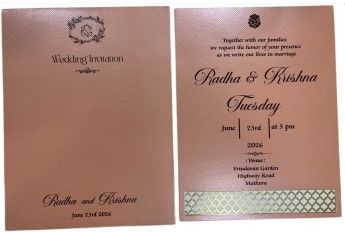 Wedding Invitation
Radha and Krishna
June 23rd 2026
Together with our families
we request the honor of your presence
as we write our lives in marriage
Radha & Krishna
Tuesday
June 23rd at 5 pm
2026
: Venue :
Vrindavan Garden
Highway Road
Mathura